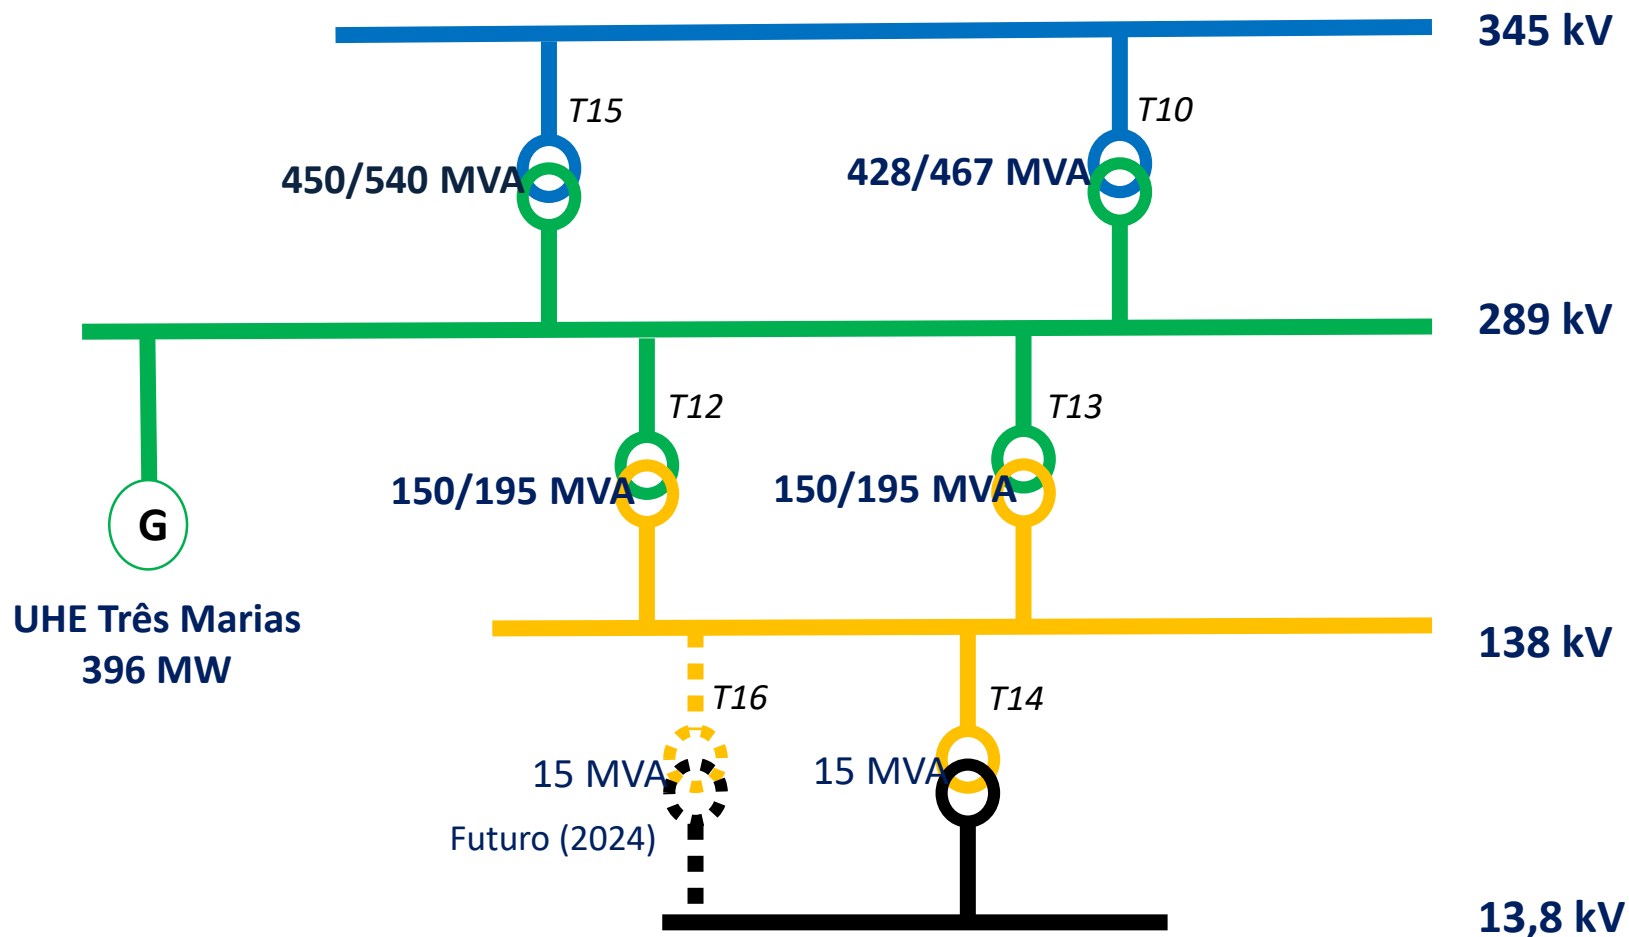 345 kV
T15
T10
450/540 MVA
428/467 MVA
289 kV
T12
T13
150/195 MVA
150/195 MVA
G
UHE Três Marias
396 MW
138 kV
T16
T14
15 MVA
15 MVA
Futuro (2024)
13,8 kV